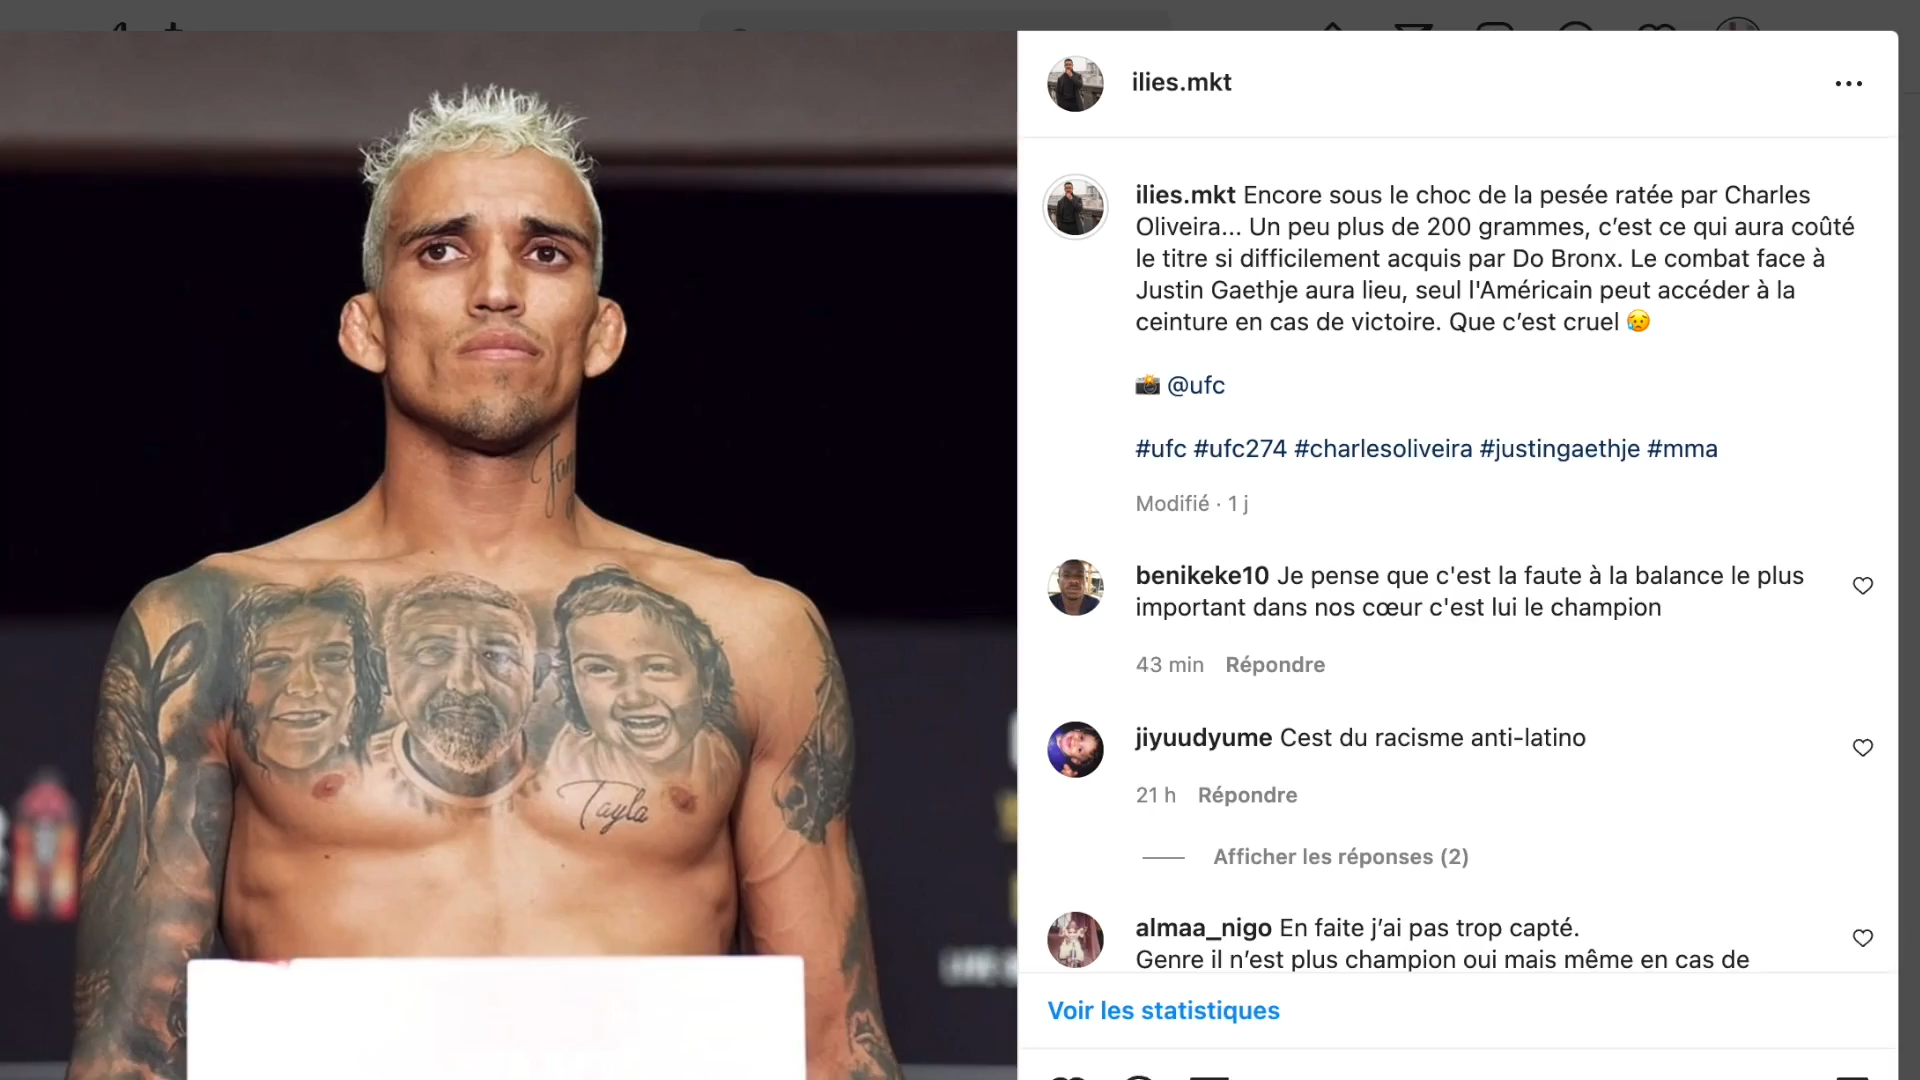 Tayla
ilies.mkt
ilies.mkt Encore sous le choc de la pesée ratée par Charles
Oliveira... Un peu plus de 200 grammes, c’est ce qui aura coûté
le titre si difficilement acquis par Do Bronx. Le combat face à
Justin Gaethje aura lieu, seul l'Américain peut accéder à la
ceinture en cas de victoire. Que c’est cruel 😥
📸 @ufc
#ufc #ufc274 #charlesoliveira #justingaethje #mma
Modifié · 1 j
benikeke10 Je pense que c'est la faute à la balance le plus
important dans nos cœur c'est lui le champion
43 min Répondre
jiyuudyume Cest du racisme anti-latino
21 h Répondre
Afficher les réponses (2)
almaa_nigo En faite j’ai pas trop capté.
Genre il n’est plus champion oui mais même en cas de
Voir les statistiques